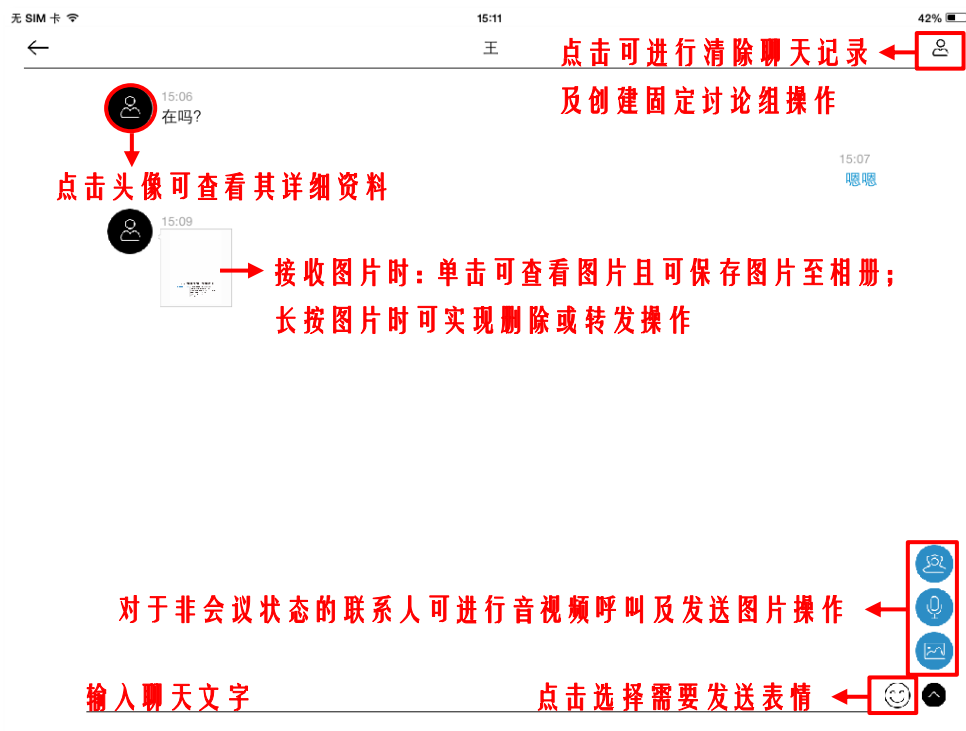 无 SIM 卡
15:11
42%
王
点击可进行清除聊天记录
及创建固定讨论组操作
15:06
在吗?
15:07
嗯嗯
点击头像可查看其详细资料
15:09
接收图片时：单击可查看图片且可保存图片至相册；
长按图片时可实现删除或转发操作
对于非会议状态的联系人可进行音视频呼叫及发送图片操作
输入聊天文字
点击选择需要发送表情